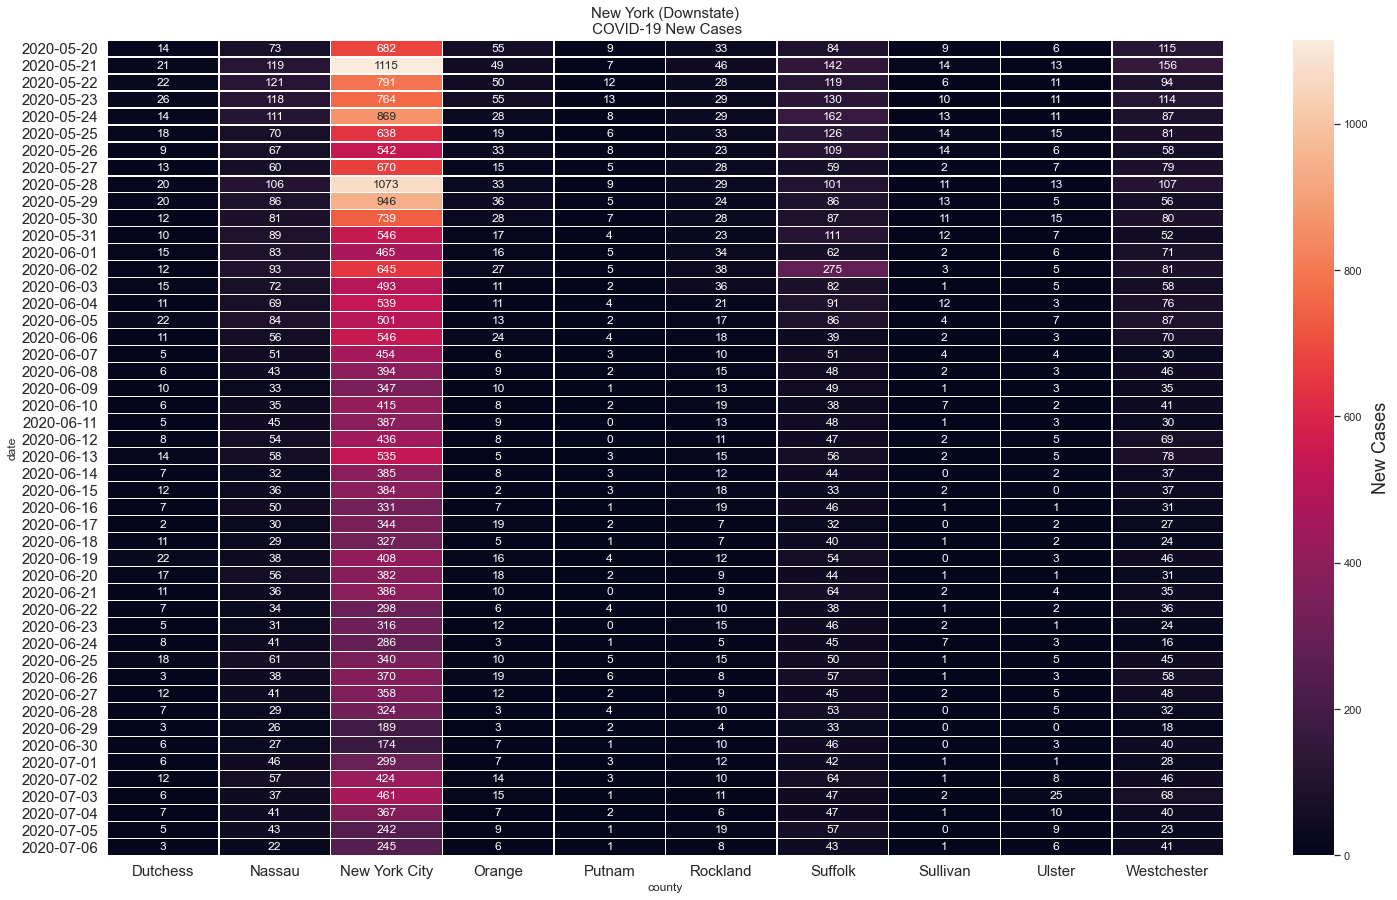 New York (Downstate)
COVID-19 New Cases
2020-05-20 14 73 682 55 9 33 84 9 6 115
2020-05-21 21 119 1115 49 7 46 142 14 13 156
2020-05-22 22 121 791 50 12 28 119 6 11 94
2020-05-23 26 118 764 55 13 29 130 10 11 114
2020-05-24 14 111 869 28 8 29 162 13 11 87
2020-05-25 18 70 638 19 6 33 126 14 15 81
2020-05-26 9 67 542 33 8 23 109 14 6 58
2020-05-27 13 60 670 15 5 28 59 2 7 79
2020-05-28 20 106 1073 33 9 29 101 11 13 107
2020-05-29 20 86 946 36 5 24 86 13 5 56
2020-05-30 12 81 739 28 7 28 87 11 15 80
2020-05-31 10 89 546 17 4 23 111 12 7 52
2020-06-01 15 83 465 16 5 34 62 2 6 71
2020-06-02 12 93 645 27 5 38 275 3 5 81
2020-06-03 15 72 493 11 2 36 82 1 5 58
2020-06-04 11 69 539 11 4 21 91 12 3 76
2020-06-05 22 84 501 13 2 17 86 4 7 87
2020-06-06 11 56 546 24 4 18 39 2 3 70
2020-06-07 5 51 454 6 3 10 51 4 4 30
2020-06-08 6 43 394 9 2 15 48 2 3 46
2020-06-09 10 33 347 10 1 13 49 1 3 35
2020-06-10 6 35 415 8 2 19 38 7 2 41
2020-06-11 5 45 387 9 0 13 48 1 3 30
2020-06-12 8 54 436 8 0 11 47 2 5 69
2020-06-13 14 58 535 5 3 15 56 2 5 78
2020-06-14 7 32 385 8 3 12 44 0 2 37
2020-06-15 12 36 384 2 3 18 33 2 0 37
2020-06-16 7 50 331 7 1 19 46 1 1 31
2020-06-17 2 30 344 19 2 7 32 0 2 27
2020-06-18 11 29 327 5 1 7 40 1 2 24
2020-06-19 22 38 408 16 4 12 54 0 3 46
2020-06-20 17 56 382 18 2 9 44 1 1 31
2020-06-21 11 36 386 10 0 9 64 2 4 35
2020-06-22 7 34 298 6 4 10 38 1 2 36
2020-06-23 5 31 316 12 0 15 46 2 1 24
2020-06-24 8 41 286 3 1 5 45 7 3 16
2020-06-25 18 61 340 10 5 15 50 1 5 45
2020-06-26 3 38 370 19 6 8 57 1 3 58
2020-06-27 12 41 358 12 2 9 45 2 5 48
2020-06-28 7 29 324 3 4 10 53 0 5 32
2020-06-29 3 26 189 3 2 4 33 0 0 18
2020-06-30 6 27 174 7 1 10 46 0 3 40
2020-07-01 6 46 299 7 3 12 42 1 1 28
2020-07-02 12 57 424 14 3 10 64 1 8 46
2020-07-03 6 37 461 15 1 11 47 2 25 68
2020-07-04 7 41 367 7 2 6 47 1 10 40
2020-07-05 5 43 242 9 1 19 57 0 9 23
2020-07-06 3 22 245 6 1 8 43 1 6 41
Dutchess Nassau New York City Orange Putnam Rockland Suffolk Sullivan Ulster Westchester
county
date
1000
800
600
400
200
0
New Cases